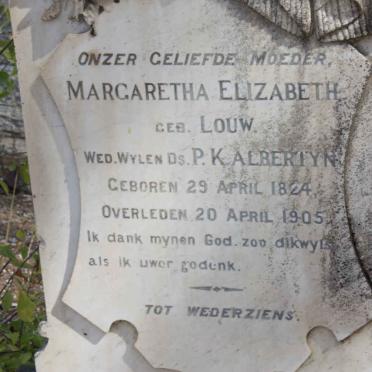 ONZER GELIEFDE MOEDER,
MARGARETHA ELIZABETH
GEB. LOUW.
WED. WYLEN DS. P. K. ALBERTYN
GEBOREN 29 APRIL 1824.
OVERLEDEN 20 APRIL 1905.
Ik dank mynen God. zoo dikwyls
als ik uwer gedenk.
TOT WEDERZIENS.